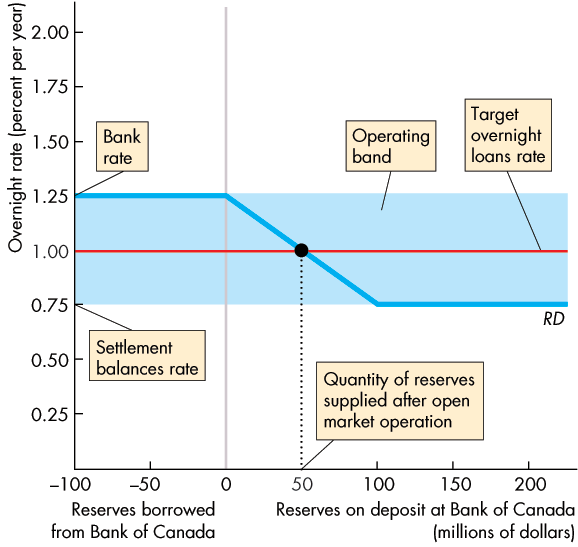 Overnight rate (percent per year)
2.00
1.75
1.50
1.25
1.00
0.75
0.50
0.25
Bank
rate
Operating
band
Target
overnight
loans rate
Settlement
balances rate
RD
Quantity of reserves
supplied after open
market operation
−100
−50
0
50
100
150
200
Reserves borrowed
from Bank of Canada
Reserves on deposit at Bank of Canada
(millions of dollars)